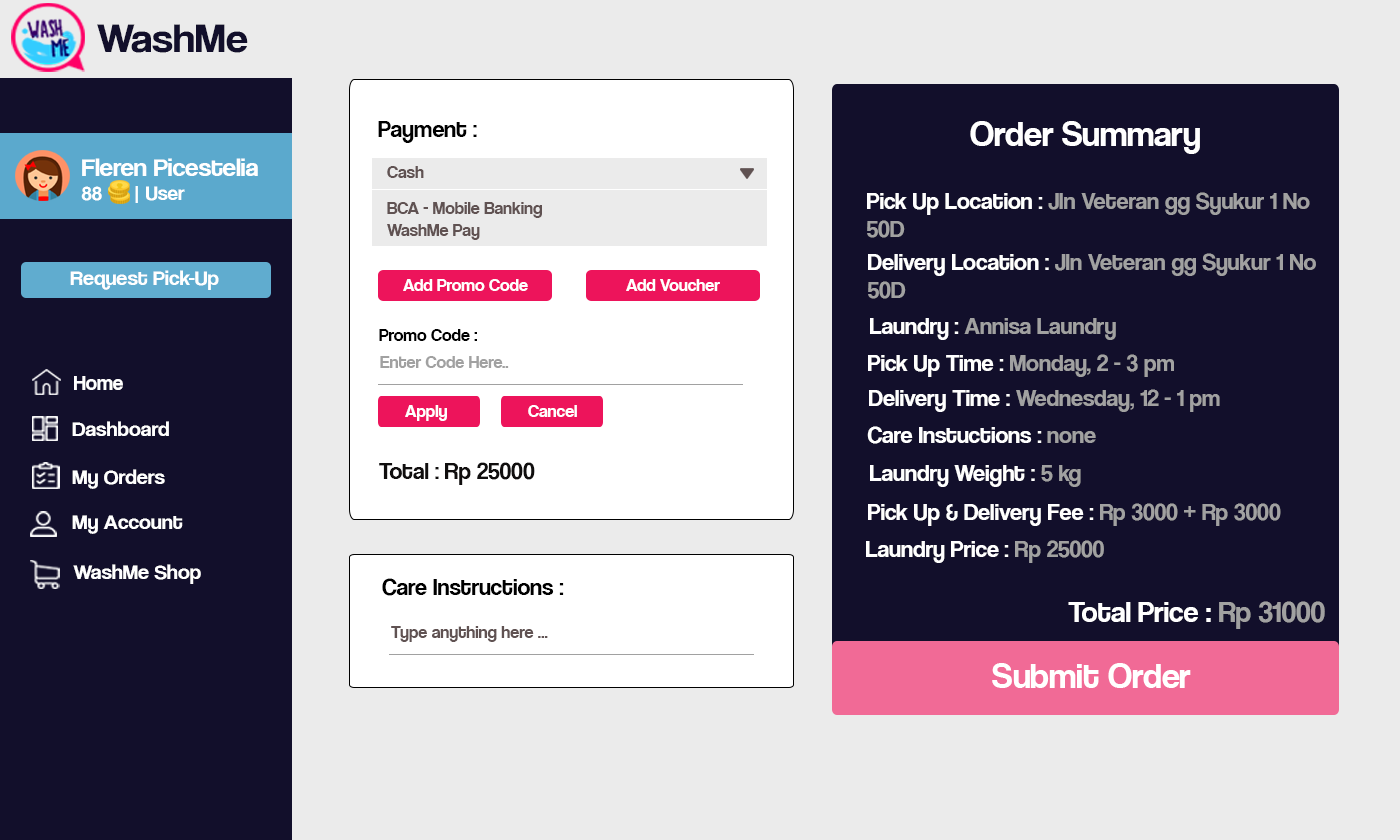 WASH
ME
WashMe
Fleren Picestelia
88 | User
Request Pick-Up
Home
Dashboard
My Orders
My Account
WashMe Shop
Payment :
Cash
BCA - Mobile Banking
WashMe Pay
Add Promo Code
Add Voucher
Promo Code :
Enter Code Here..
Apply
Cancel
Total : Rp 25000
Care Instructions :
Type anything here ...
Order Summary
Pick Up Location : Jln Veteran gg Syukur 1 No
50D
Delivery Location : Jln Veteran gg Syukur 1 No
50D
Laundry : Annisa Laundry
Pick Up Time : Monday, 2 - 3 pm
Delivery Time : Wednesday, 12 - 1 pm
Care Instuctions : none
Laundry Weight : 5 kg
Pick Up & Delivery Fee : Rp 3000 + Rp 3000
Laundry Price : Rp 25000
Total Price : Rp 31000
Submit Order